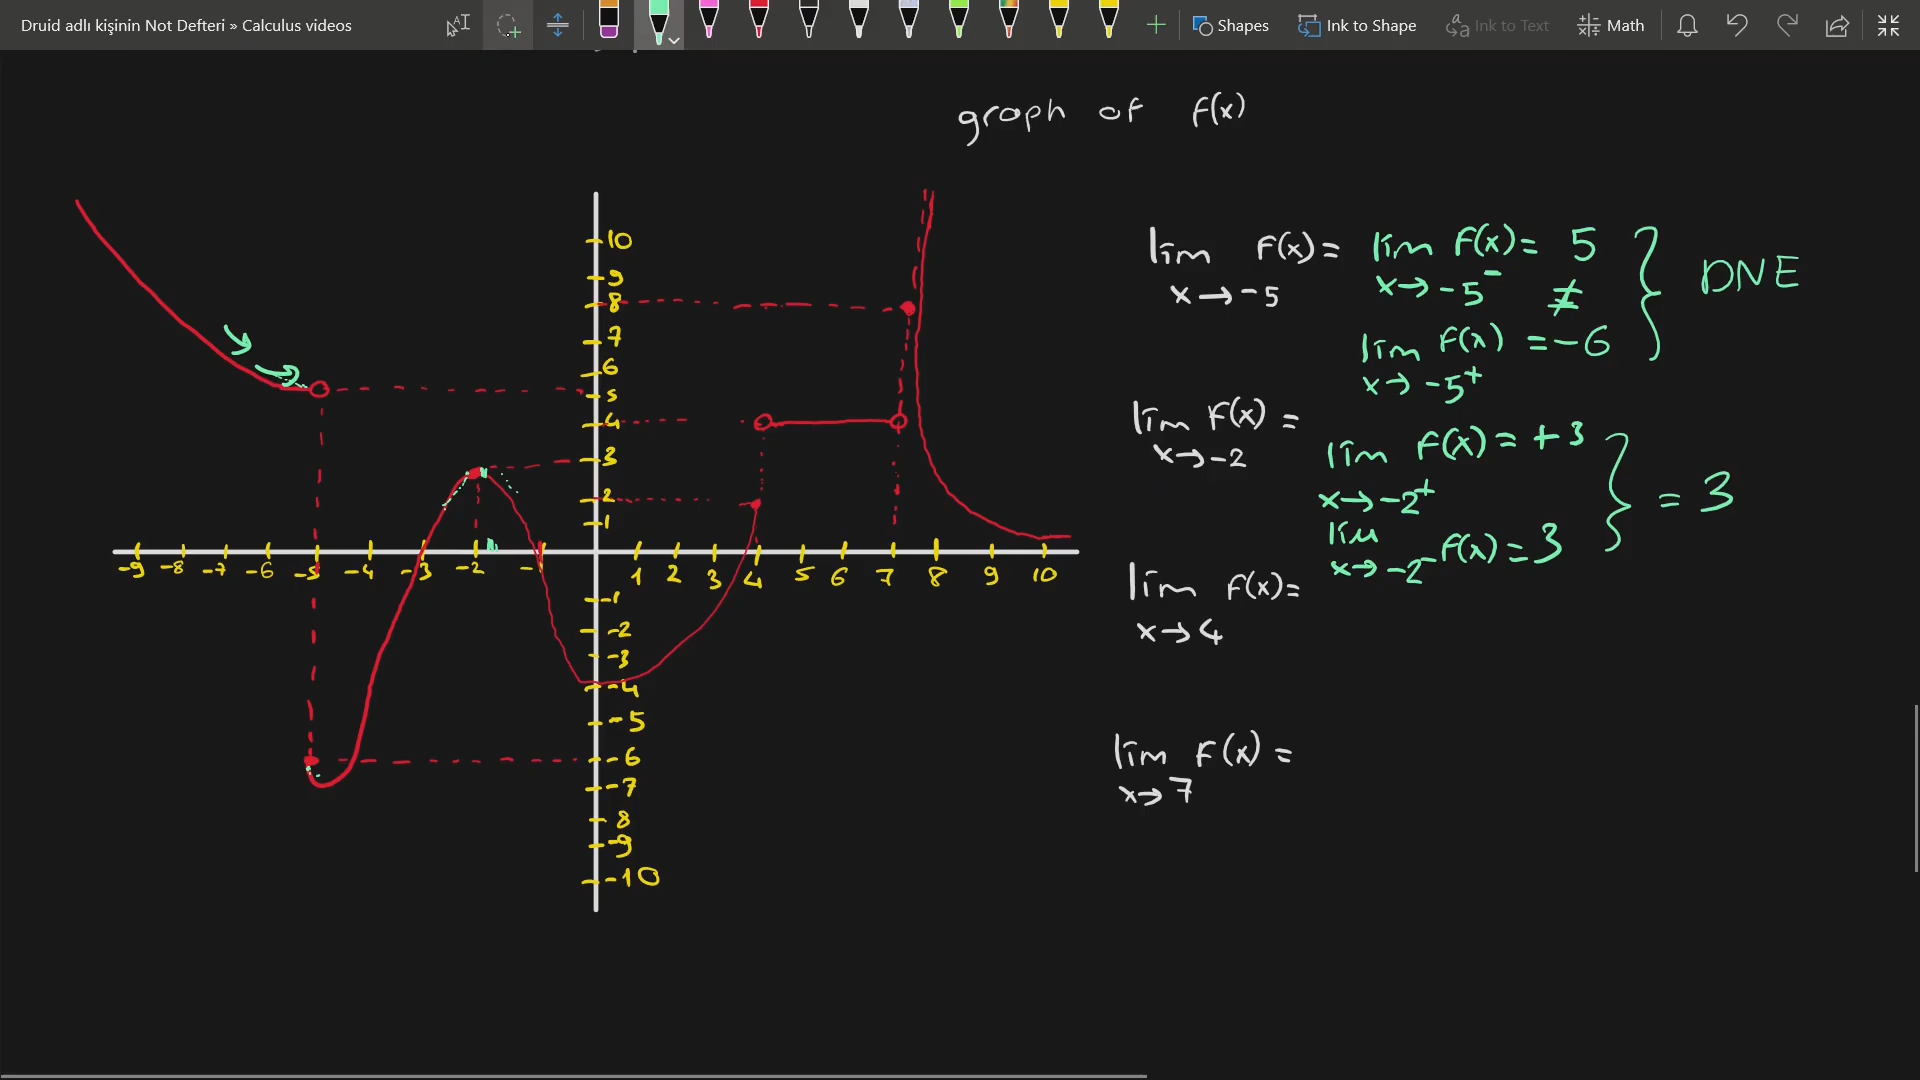 Druid adlı kişinin Not Defteri » Calculus videos
Shapes
Ink to Shape
Ink to Text
Math
graph of f(x)
10
9
8
7
6
5
4
3
2
1
-9 -8 -7 -6 -5 -4 -3 -2 -1 1 2 3 4 5 6 7 8 9 10
-1
-2
-3
-4
-5
-6
-7
8
-9
-10
lim f(x) = lim f(x) = 5
x→-5 x→-5⁻ ≠
lim f(x) = -6
x→-5⁺
DNE
lim f(x) =
x→-2
lim f(x) = +3
x→-2⁺
lim f(x) = 3
x→-2⁻
= 3
lim f(x) =
x→4
lim f(x) =
x→7